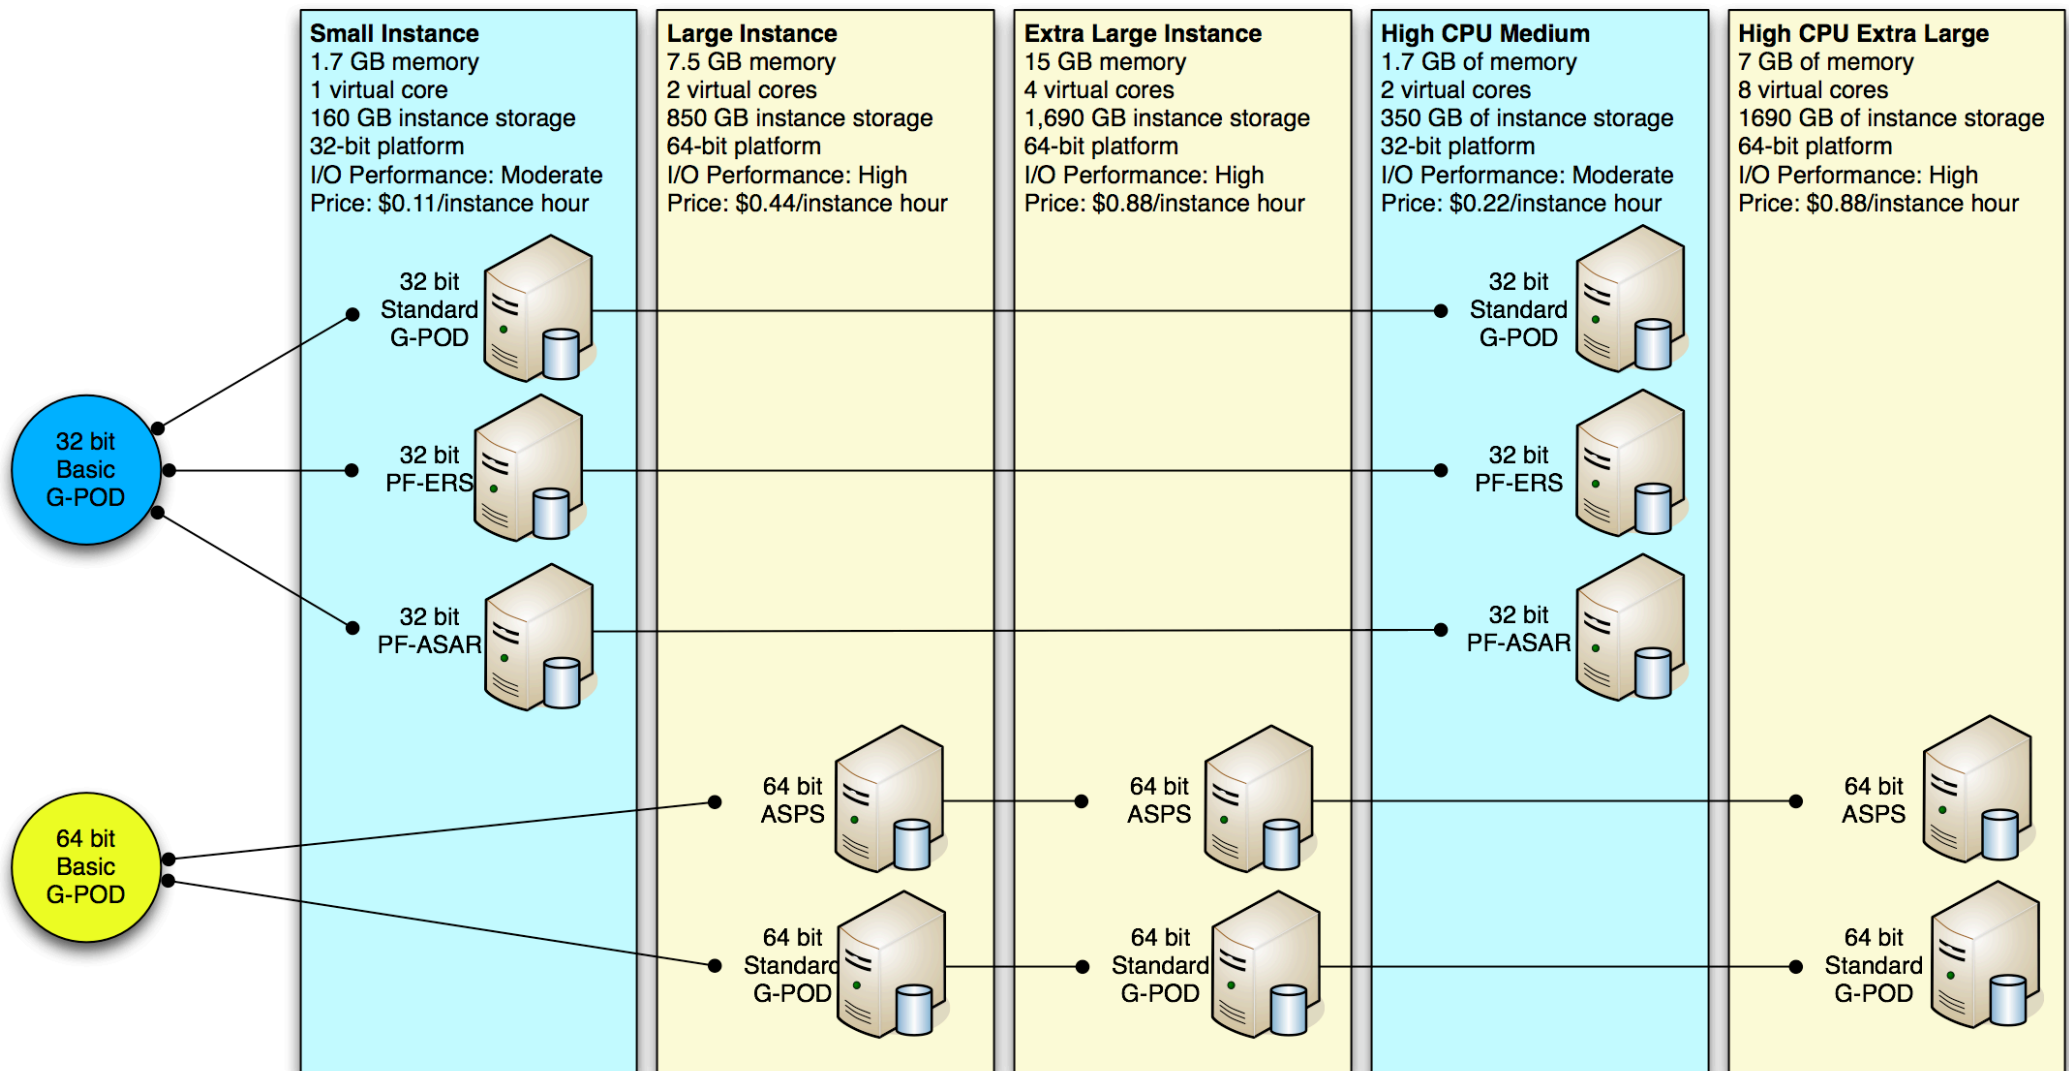 Small Instance
1.7 GB memory
1 virtual core
160 GB instance storage
32-bit platform
I/O Performance: Moderate
Price: $0.11/instance hour
Large Instance
7.5 GB memory
2 virtual cores
850 GB instance storage
64-bit platform
I/O Performance: High
Price: $0.44/instance hour
Extra Large Instance
15 GB memory
4 virtual cores
1,690 GB instance storage
64-bit platform
I/O Performance: High
Price: $0.88/instance hour
High CPU Medium
1.7 GB of memory
2 virtual cores
350 GB of instance storage
32-bit platform
I/O Performance: Moderate
Price: $0.22/instance hour
High CPU Extra Large
7 GB of memory
8 virtual cores
1690 GB of instance storage
64-bit platform
I/O Performance: High
Price: $0.88/instance hour
32 bit
Basic
G-POD
32 bit
Standard
G-POD
32 bit
Standard
G-POD
32 bit
PF-ERS
32 bit
PF-ERS
32 bit
PF-ASAR
32 bit
PF-ASAR
64 bit
Basic
G-POD
64 bit
ASPS
64 bit
ASPS
64 bit
ASPS
64 bit
Standard
G-POD
64 bit
Standard
G-POD
64 bit
Standard
G-POD